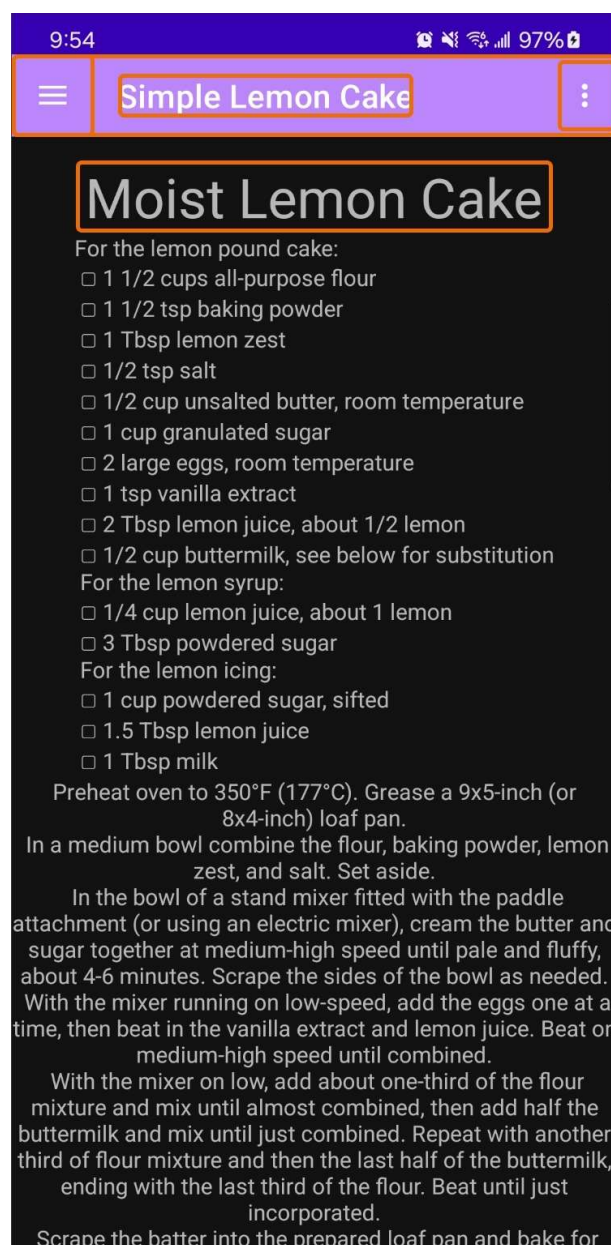 9:54 97%
Simple Lemon Cake
Moist Lemon Cake
For the lemon pound cake:
1 1/2 cups all-purpose flour
1 1/2 tsp baking powder
1 Tbsp lemon zest
1/2 tsp salt
1/2 cup unsalted butter, room temperature
1 cup granulated sugar
2 large eggs, room temperature
1 tsp vanilla extract
2 Tbsp lemon juice, about 1/2 lemon
1/2 cup buttermilk, see below for substitution
For the lemon syrup:
1/4 cup lemon juice, about 1 lemon
3 Tbsp powdered sugar
For the lemon icing:
1 cup powdered sugar, sifted
1.5 Tbsp lemon juice
1 Tbsp milk
Preheat oven to 350°F (177°C). Grease a 9x5-inch (or
8x4-inch) loaf pan.
In a medium bowl combine the flour, baking powder, lemon
zest, and salt. Set aside.
In the bowl of a stand mixer fitted with the paddle
attachment (or using an electric mixer), cream the butter and
sugar together at medium-high speed until pale and fluffy,
about 4-6 minutes. Scrape the sides of the bowl as needed.
With the mixer running on low-speed, add the eggs one at a
time, then beat in the vanilla extract and lemon juice. Beat on
medium-high speed until combined.
With the mixer on low, add about one-third of the flour
mixture and mix until almost combined, then add half the
buttermilk and mix until just combined. Repeat with another
third of flour mixture and then the last half of the buttermilk,
ending with the last third of the flour. Beat until just
incorporated.
Scrape the batter into the prepared loaf pan and bake for